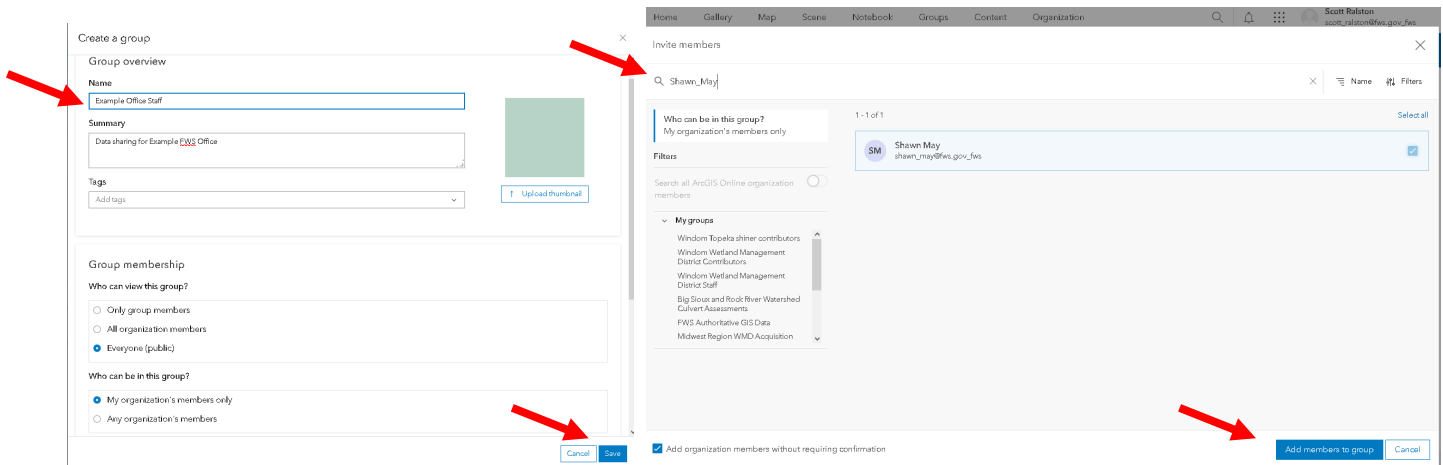 Create a group
Group overview
Name
Example Office Staff
Summary
Data sharing for Example FWS Office
Tags
Add tags
Upload thumbnail
Group membership
Who can view this group?
Only group members
All organization members
Everyone (public)
Who can be in this group?
My organization's members only
Any organization's members
Cancel Save
Home Gallery Map Scene Notebook Groups Content Organization
Scott Ralston
scott_ralston@fws.gov_fws
Invite members
Shawn_May
Name Filters
Who can be in this group?
My organization's members only
Filters
Search all ArcGIS Online organization
members
My groups
Windom Topeka shiner contributors
Windom Wetland Management
District Contributors
Windom Wetland Management
District Staff
Big Sioux and Rock River Watershed
Culvert Assessments
FWS Authoritative GIS Data
Midwest Region WMD Acquisition
1 - 1 of 1 Select all
SM
Shawn May
shawn_may@fws.gov_fws
Add organization members without requiring confirmation
Add members to group Cancel